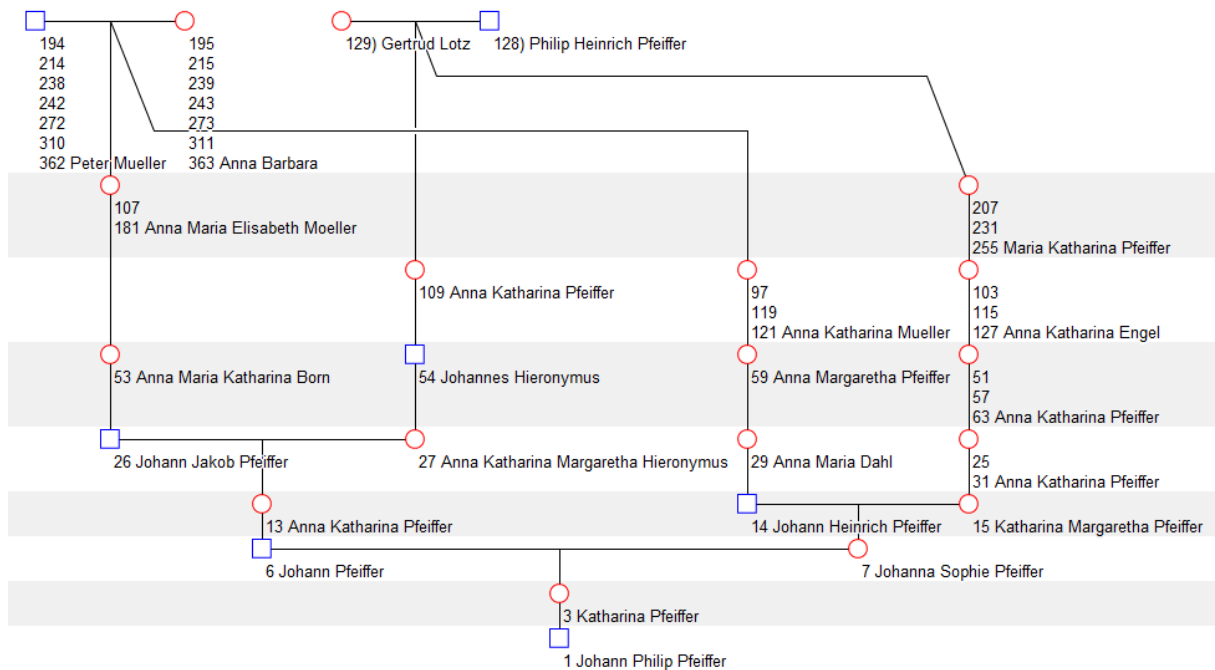 194
214
238
242
272
310
362 Peter Mueller
195
215
239
243
273
311
363 Anna Barbara
129) Gertrud Lotz
128) Philip Heinrich Pfeiffer
107
181 Anna Maria Elisabeth Moeller
207
231
255 Maria Katharina Pfeiffer
109 Anna Katharina Pfeiffer
97
119
121 Anna Katharina Mueller
103
115
127 Anna Katharina Engel
53 Anna Maria Katharina Born
54 Johannes Hieronymus
59 Anna Margaretha Pfeiffer
51
57
63 Anna Katharina Pfeiffer
26 Johann Jakob Pfeiffer
27 Anna Katharina Margaretha Hieronymus
29 Anna Maria Dahl
25
31 Anna Katharina Pfeiffer
13 Anna Katharina Pfeiffer
14 Johann Heinrich Pfeiffer
15 Katharina Margaretha Pfeiffer
6 Johann Pfeiffer
7 Johanna Sophie Pfeiffer
3 Katharina Pfeiffer
1 Johann Philip Pfeiffer